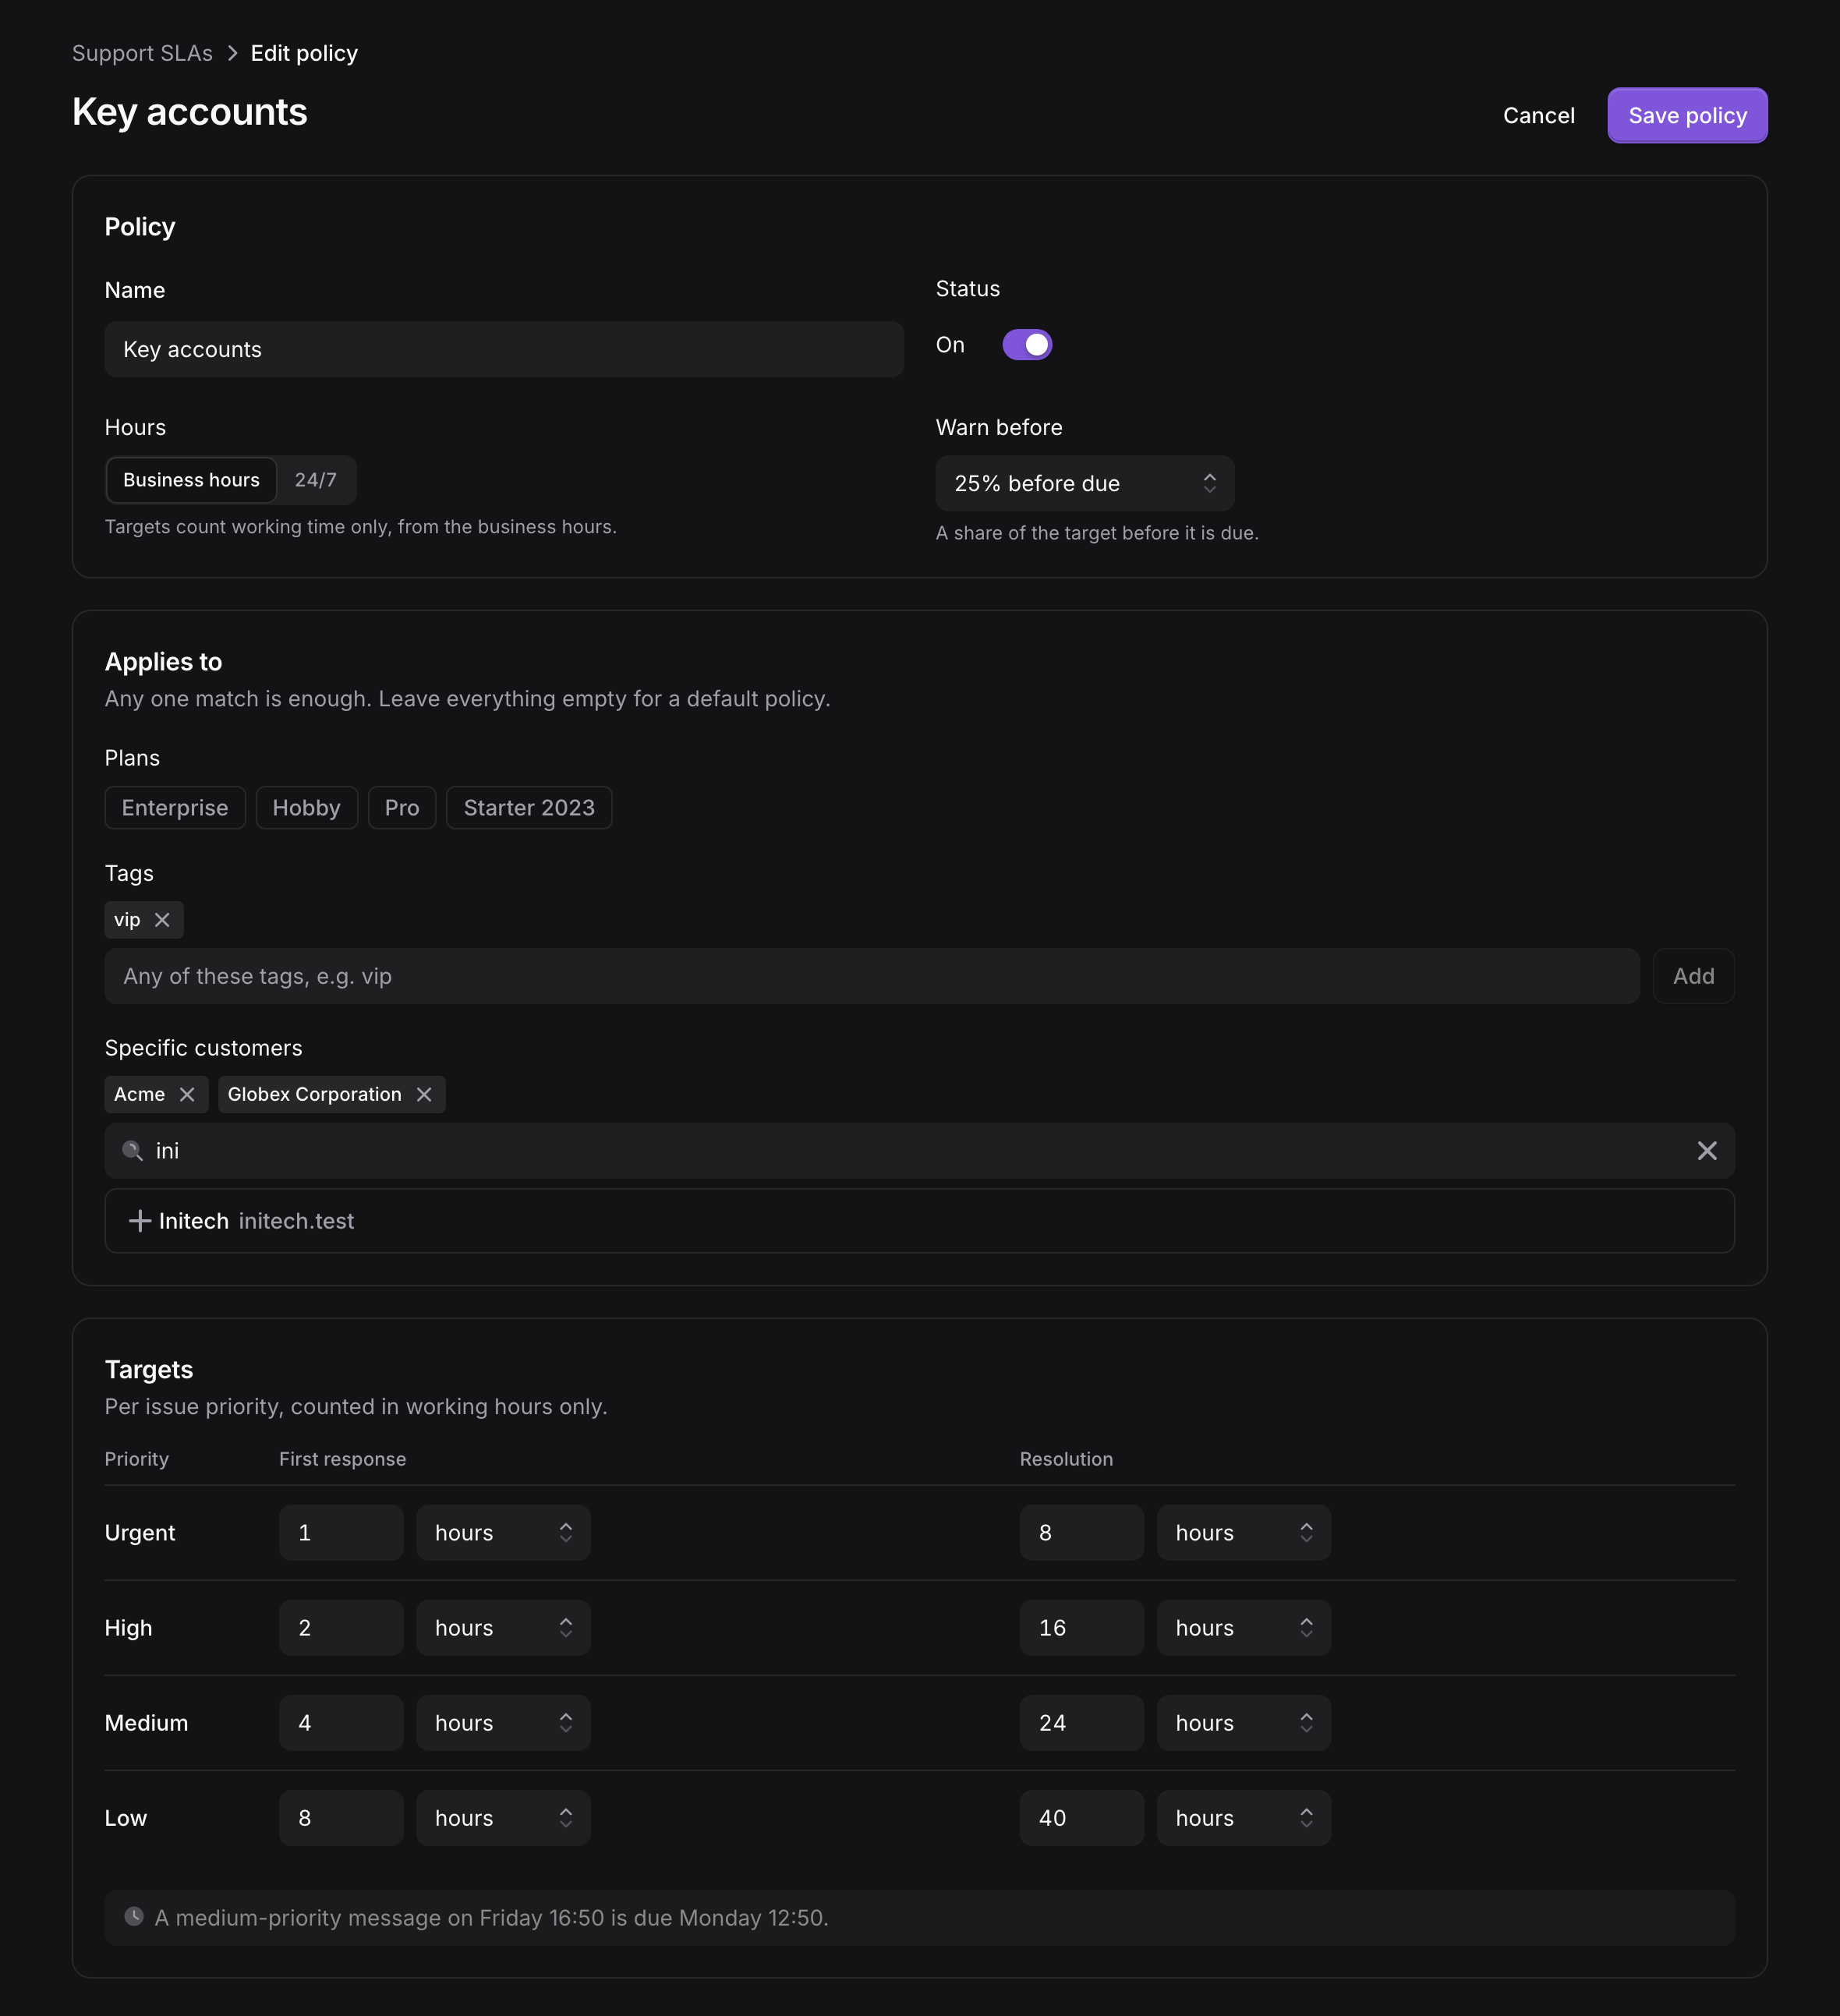 Support SLAs > Edit policy
Key accounts
Cancel
Save policy
Policy
Name
Key accounts
Status
On
Hours
Business hours 24/7
Targets count working time only, from the business hours.
Warn before
25% before due
A share of the target before it is due.
Applies to
Any one match is enough. Leave everything empty for a default policy.
Plans
Enterprise Hobby Pro Starter 2023
Tags
vip
Any of these tags, e.g. vip
Add
Specific customers
Acme Globex Corporation
ini
Initech initech.test
Targets
Per issue priority, counted in working hours only.
Priority First response Resolution
Urgent 1 hours 8 hours
High 2 hours 16 hours
Medium 4 hours 24 hours
Low 8 hours 40 hours
A medium-priority message on Friday 16:50 is due Monday 12:50.